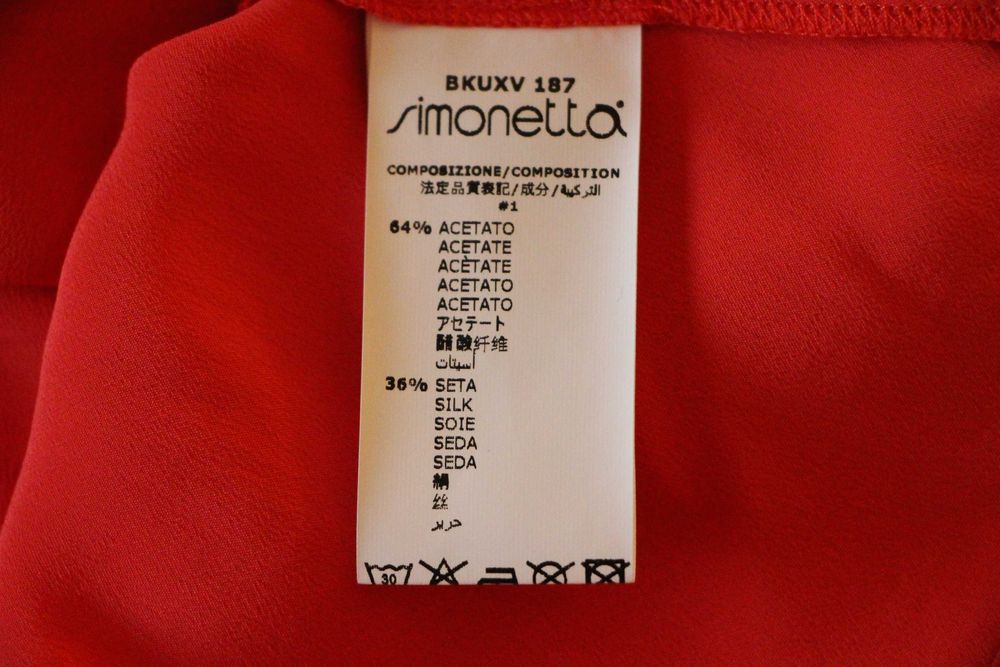 BKUXV 187
simonetta
COMPOSIZIONE/COMPOSITION
法定品質表記/成分/التركيبة
#1
64% ACETATO
ACETATE
ACÈTATE
ACETATO
ACETATO
アセテート
醋酸纤维
أسيتات
36% SETA
SILK
SOIE
SEDA
SEDA
絹
丝
حرير
30